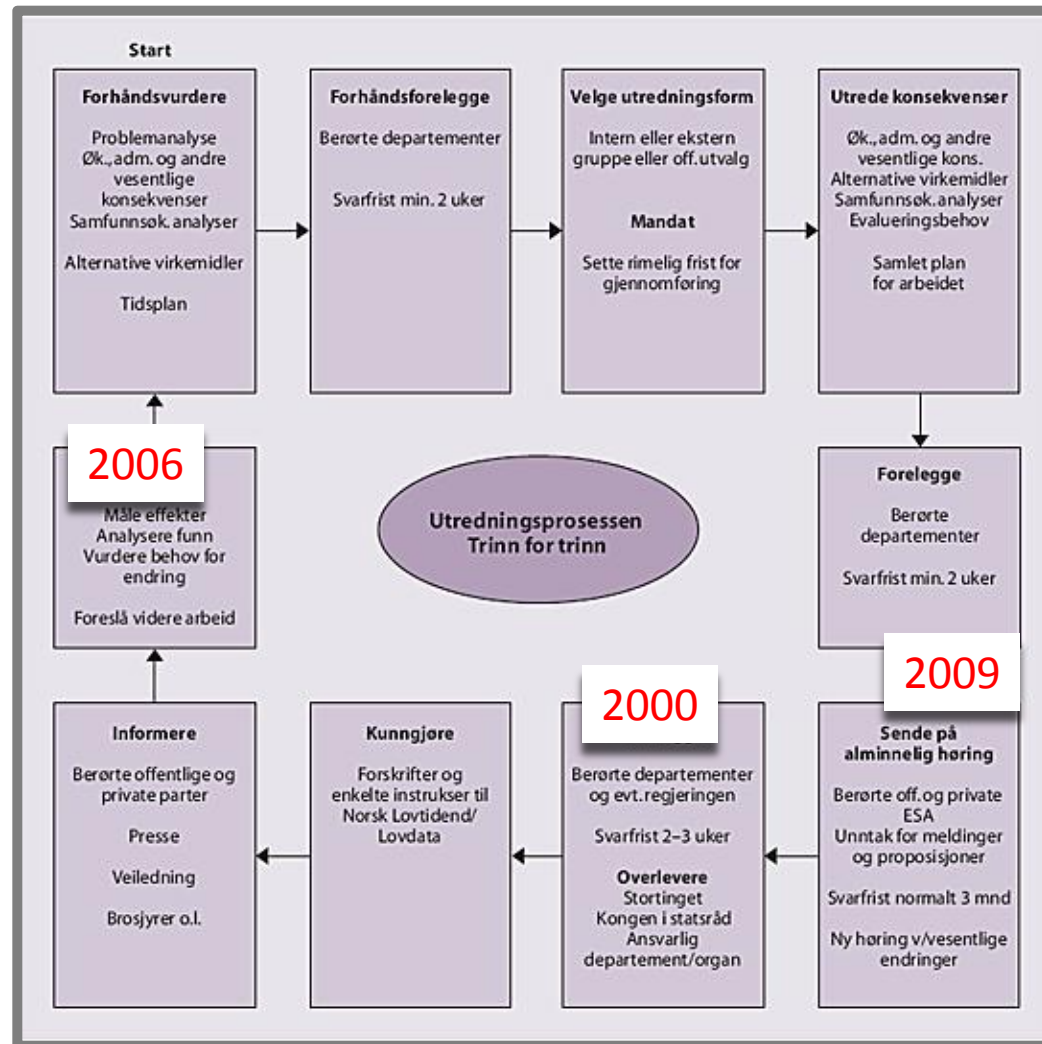 Start
Forhåndsvurdere
Problemanalyse
Øk., adm. og andre
vesentlige
konsekvenser
Samfunnsøk. analyser
Alternative virkemidler
Tidsplan
Forhåndsforelegge
Berørte departementer
Svarfrist min. 2 uker
Velge utredningsform
Intern eller ekstern
gruppe eller off. utvalg
Mandat
Sette rimelig frist for
gjennomføring
Utrede konsekvenser
Øk., adm. og andre
vesentlige kons.
Alternative virkemidler
Samfunnsøk. analyser
Evalueringsbehov
Samlet plan
for arbeidet
Forelegge
Berørte
departementer
Svarfrist min. 2 uker
2009
Sende på
alminnelig høring
Berørte off. og private
ESA
Unntak for meldinger
og proposisjoner
Svarfrist normalt 3 mnd
Ny høring v/vesentlige
endringer
2000
Berørte departementer
og evt. regjeringen
Svarfrist 2–3 uker
Overlevere
Stortinget
Kongen i statsråd
Ansvarlig
departement/organ
Kunngjøre
Forskrifter og
enkelte instrukser til
Norsk Lovtidend/
Lovdata
Informere
Berørte offentlige og
private parter
Presse
Veiledning
Brosjyrer o.l.
2006
Måle effekter
Analysere funn
Vurdere behov for
endring
Foreslå videre arbeid
Utredningsprosessen
Trinn for trinn